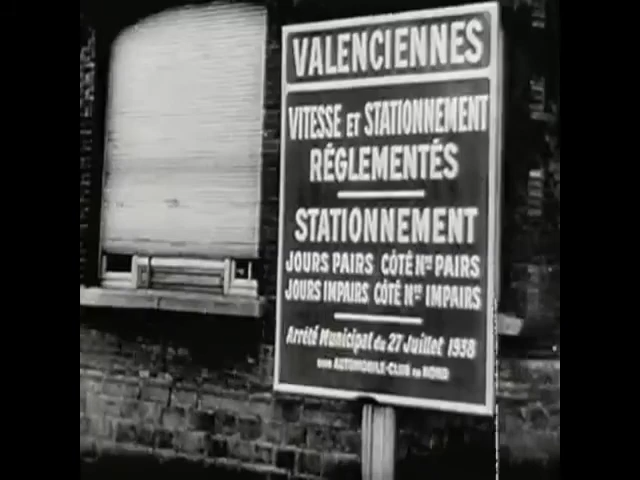 VALENCIENNES
VITESSE ET STATIONNEMENT
RÉGLEMENTÉS
STATIONNEMENT
JOURS PAIRS CÔTÉ Nos PAIRS
JOURS IMPAIRS CÔTÉ Nos IMPAIRS
Arrêté Municipal du 27 Juillet 1938
DON AUTOMOBILE-CLUB DU NORD